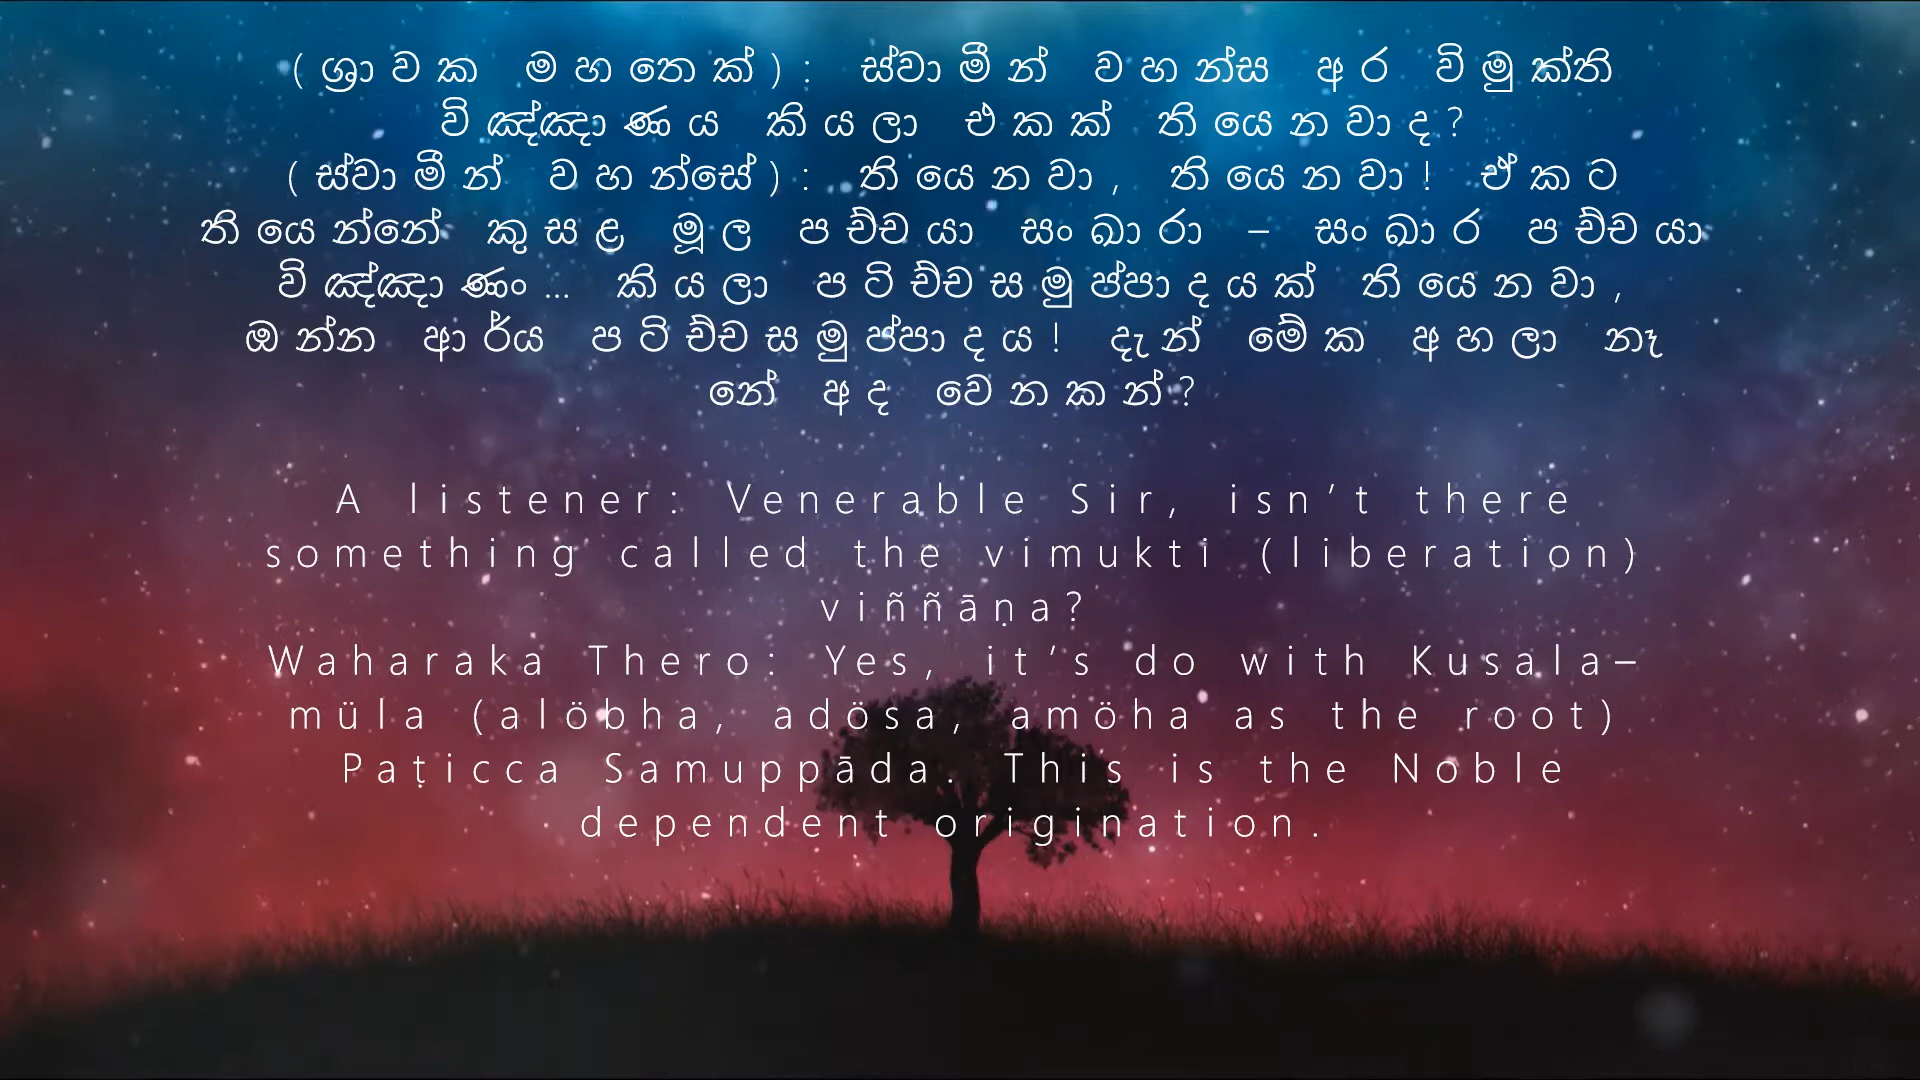 (ශ්‍රාවක මහතෙක්): ස්වාමීන් වහන්ස අර විමුක්ති
විඤ්ඤාණය කියලා එකක් තියෙනවාද?
(ස්වාමීන් වහන්සේ): තියෙනවා, තියෙනවා! ඒකට
තියෙන්නේ කුසළ මූල පච්චයා සංඛාරා – සංඛාර පච්චයා
විඤ්ඤාණං... කියලා පටිච්චසමුප්පාදයක් තියෙනවා,
ඔන්න ආර්ය පටිච්චසමුප්පාදය! දැන් මේක අහලා නෑ
නේ අද වෙනකන්?
A listener: Venerable Sir, isn't there
something called the vimukti (liberation)
viññāṇa?
Waharaka Thero: Yes, it's do with Kusala–
müla (alöbha, adösa, amöha as the root)
Paṭicca Samuppāda. This is the Noble
dependent origination.